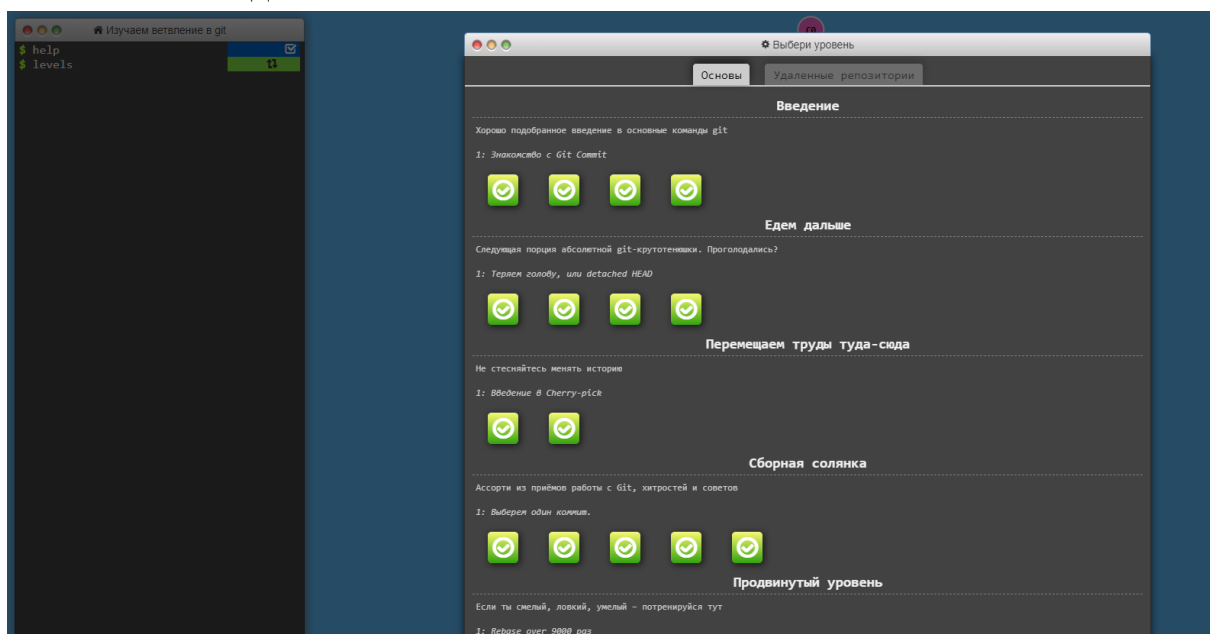 Изучаем ветвление в git
$ help
$ levels
Выбери уровень
Основы
Удаленные репозитории
Введение
Хорошо подобранное введение в основные команды git
1: Знакомство с Git Commit
Едем дальше
Следующая порция абсолютной git-крутотенюшки. Проголодались?
1: Теряем голову, или detached HEAD
Перемещаем труды туда-сюда
Не стесняйтесь менять историю
1: Введение в Cherry-pick
Сборная солянка
Ассорти из приёмов работы с Git, хитростей и советов
1: Выберем один коммит.
Продвинутый уровень
Если ты смелый, ловкий, умелый – потренируйся тут
1: Rebase over 9000 раз